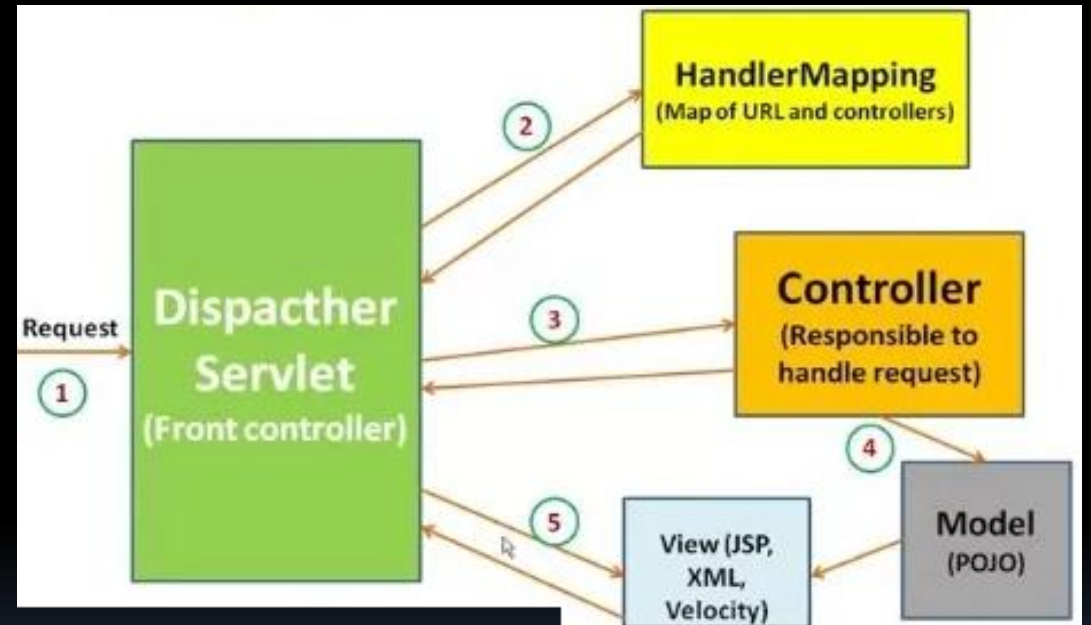 HandlerMapping
(Map of URL and controllers)
2
Dispacther
Servlet
(Front controller)
Request
1
3
Controller
(Responsible to
handle request)
4
5
View (JSP,
XML,
Velocity)
Model
(POJO)